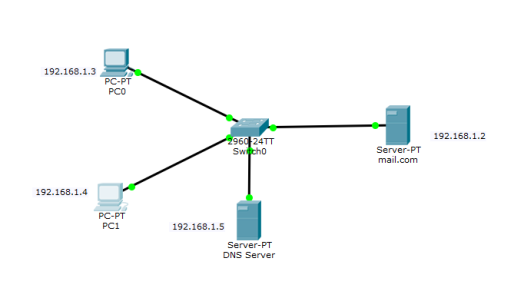 192.168.1.3
PC-PT
PC0
2960-24TT
Switch0
192.168.1.2
Server-PT
mail.com
192.168.1.4
PC-PT
PC1
192.168.1.5
Server-PT
DNS Server